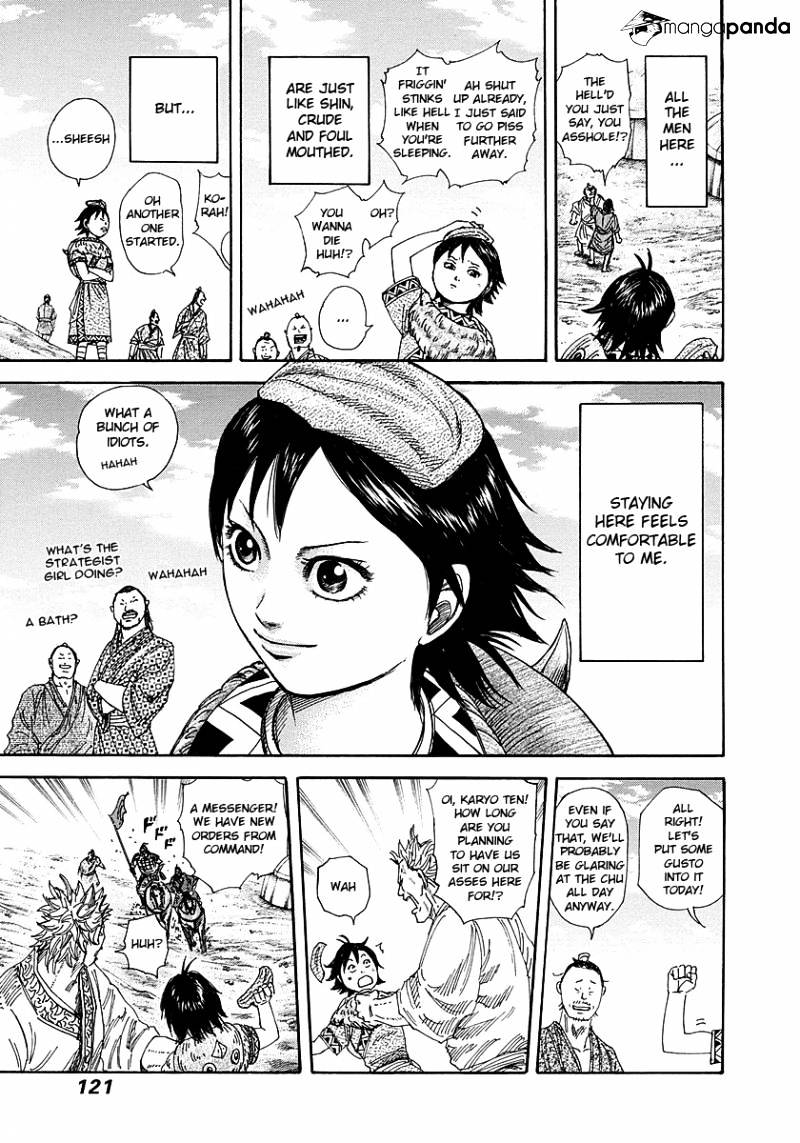 mangapanda
ALL
THE
MEN
HERE
...
THE
HELL'D
YOU JUST
SAY, YOU
ASSHOLE!?
AH SHUT
UP ALREADY,
I JUST SAID
TO GO PISS
FURTHER
AWAY.
IT
FRIGGIN'
STINKS
LIKE HELL
WHEN
YOU'RE
SLEEPING.
ARE JUST
LIKE SHIN,
CRUDE
AND FOUL
MOUTHED.
OH?
YOU
WANNA
DIE
HUH!?
...
WAHAHAH
BUT...
KO-
RAH!
OH
ANOTHER
ONE
STARTED.
...SHEESH
STAYING
HERE FEELS
COMFORTABLE
TO ME.
WHAT A
BUNCH OF
IDIOTS.
HAHAH
WHAT'S THE
STRATEGIST
GIRL DOING?
WAHAHAH
A BATH?
ALL
RIGHT!
LET'S
PUT SOME
GUSTO
INTO IT
TODAY!
EVEN IF
YOU SAY
THAT, WE'LL
PROBABLY
BE GLARING
AT THE CHU
ALL DAY
ANYWAY.
OI, KARYO TEN!
HOW LONG
ARE YOU
PLANNING
TO HAVE US
SIT ON OUR
ASSES HERE
FOR!?
WAH
A MESSENGER!
WE HAVE NEW
ORDERS FROM
COMMAND!
ドドド
HUH?
121